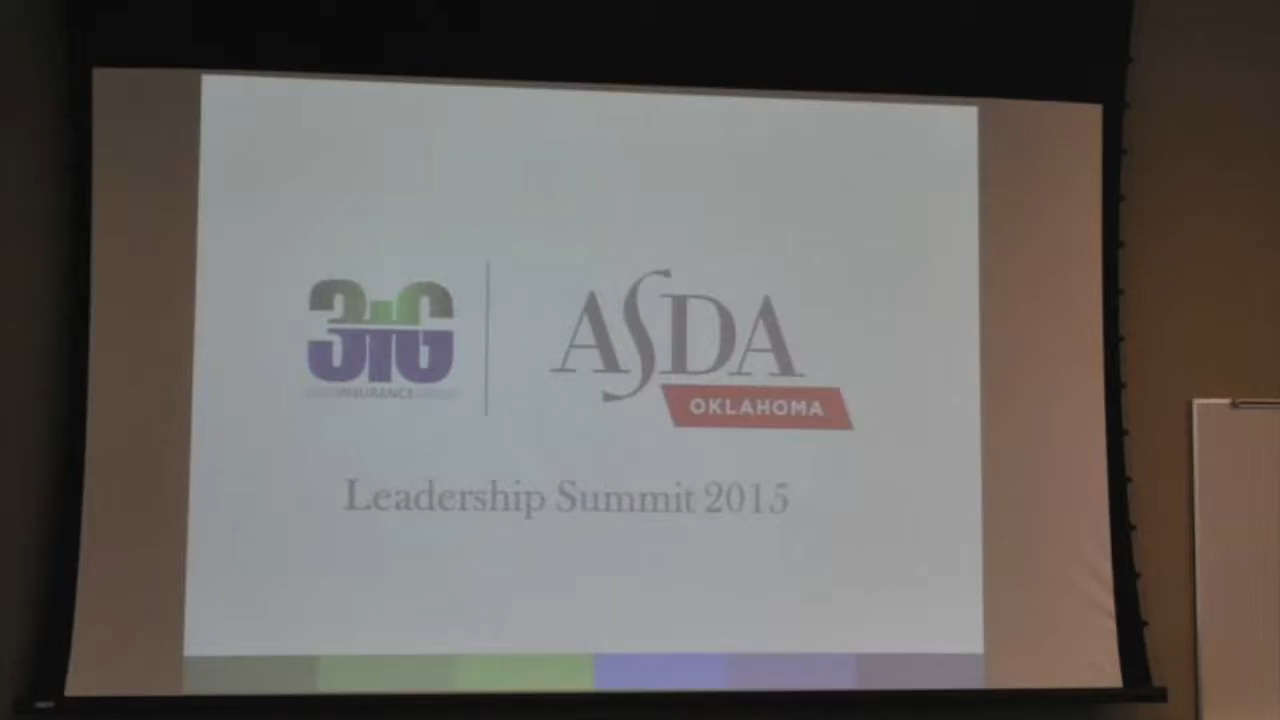 3IG
INSURANCE
ASDA
OKLAHOMA
Leadership Summit 2015